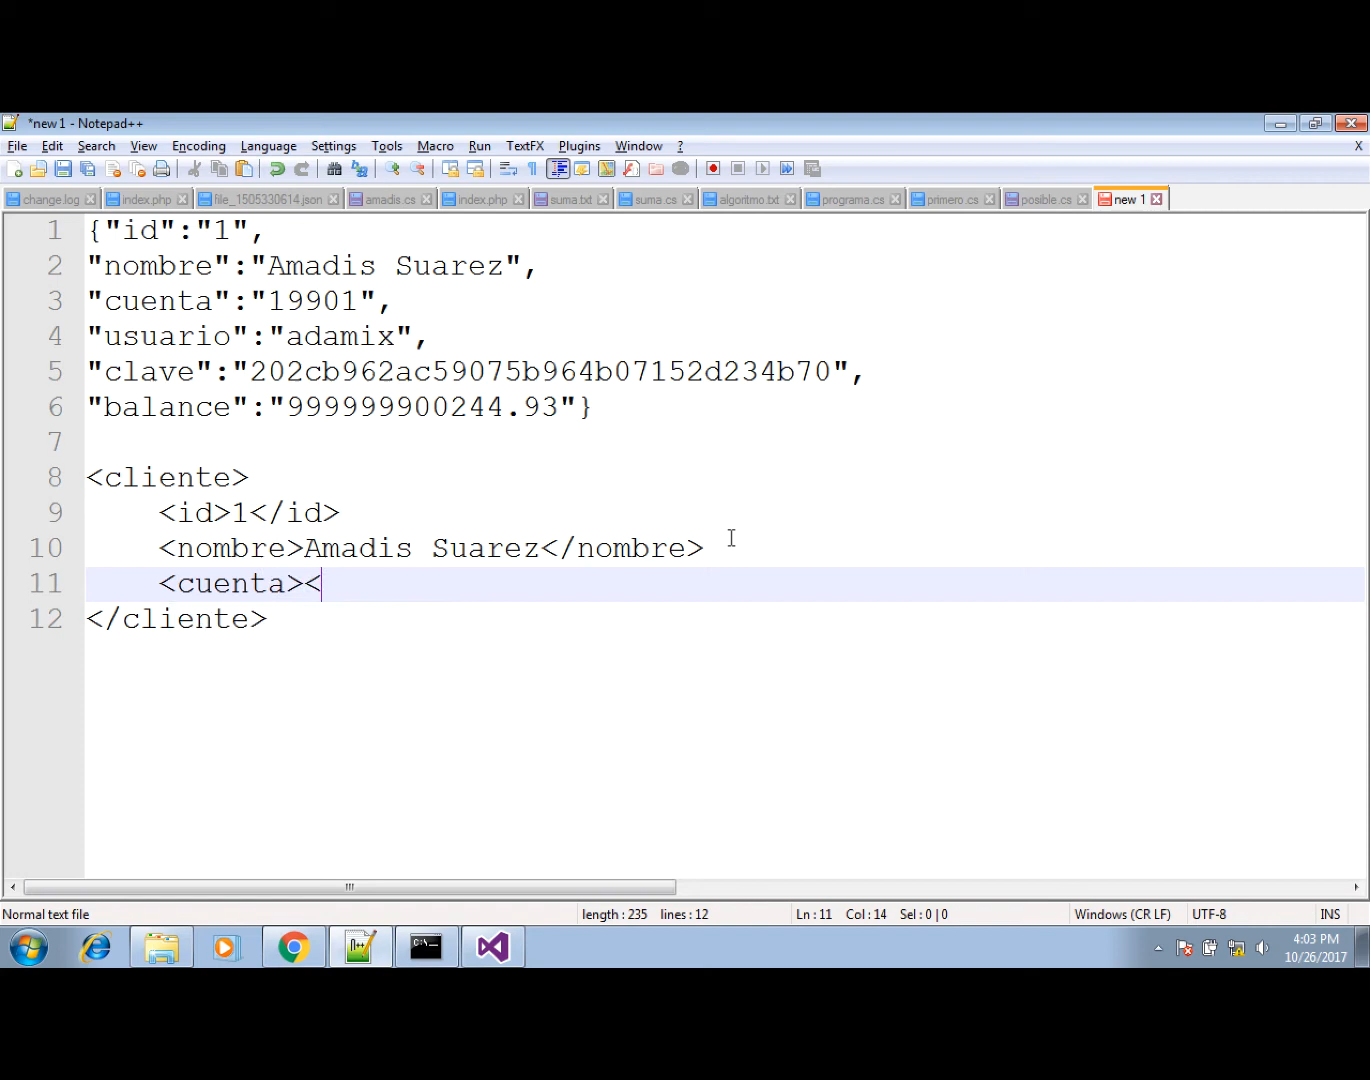 *new 1 - Notepad++
File Edit Search View Encoding Language Settings Tools Macro Run TextFX Plugins Window ? X
change.log index.php file_1505330614.json amadis.cs index.php suma.txt suma.cs algoritmo.txt programa.cs primero.cs posible.cs new 1
1 {"id":"1",
2 "nombre":"Amadis Suarez",
3 "cuenta":"19901",
4 "usuario":"adamix",
5 "clave":"202cb962ac59075b964b07152d234b70",
6 "balance":"999999900244.93"}
7
8 <cliente>
9 <id>1</id>
10 <nombre>Amadis Suarez</nombre>
11 <cuenta><
12 </cliente>
Normal text file length : 235 lines : 12 Ln : 11 Col : 14 Sel : 0 | 0 Windows (CR LF) UTF-8 INS
4:03 PM
10/26/2017